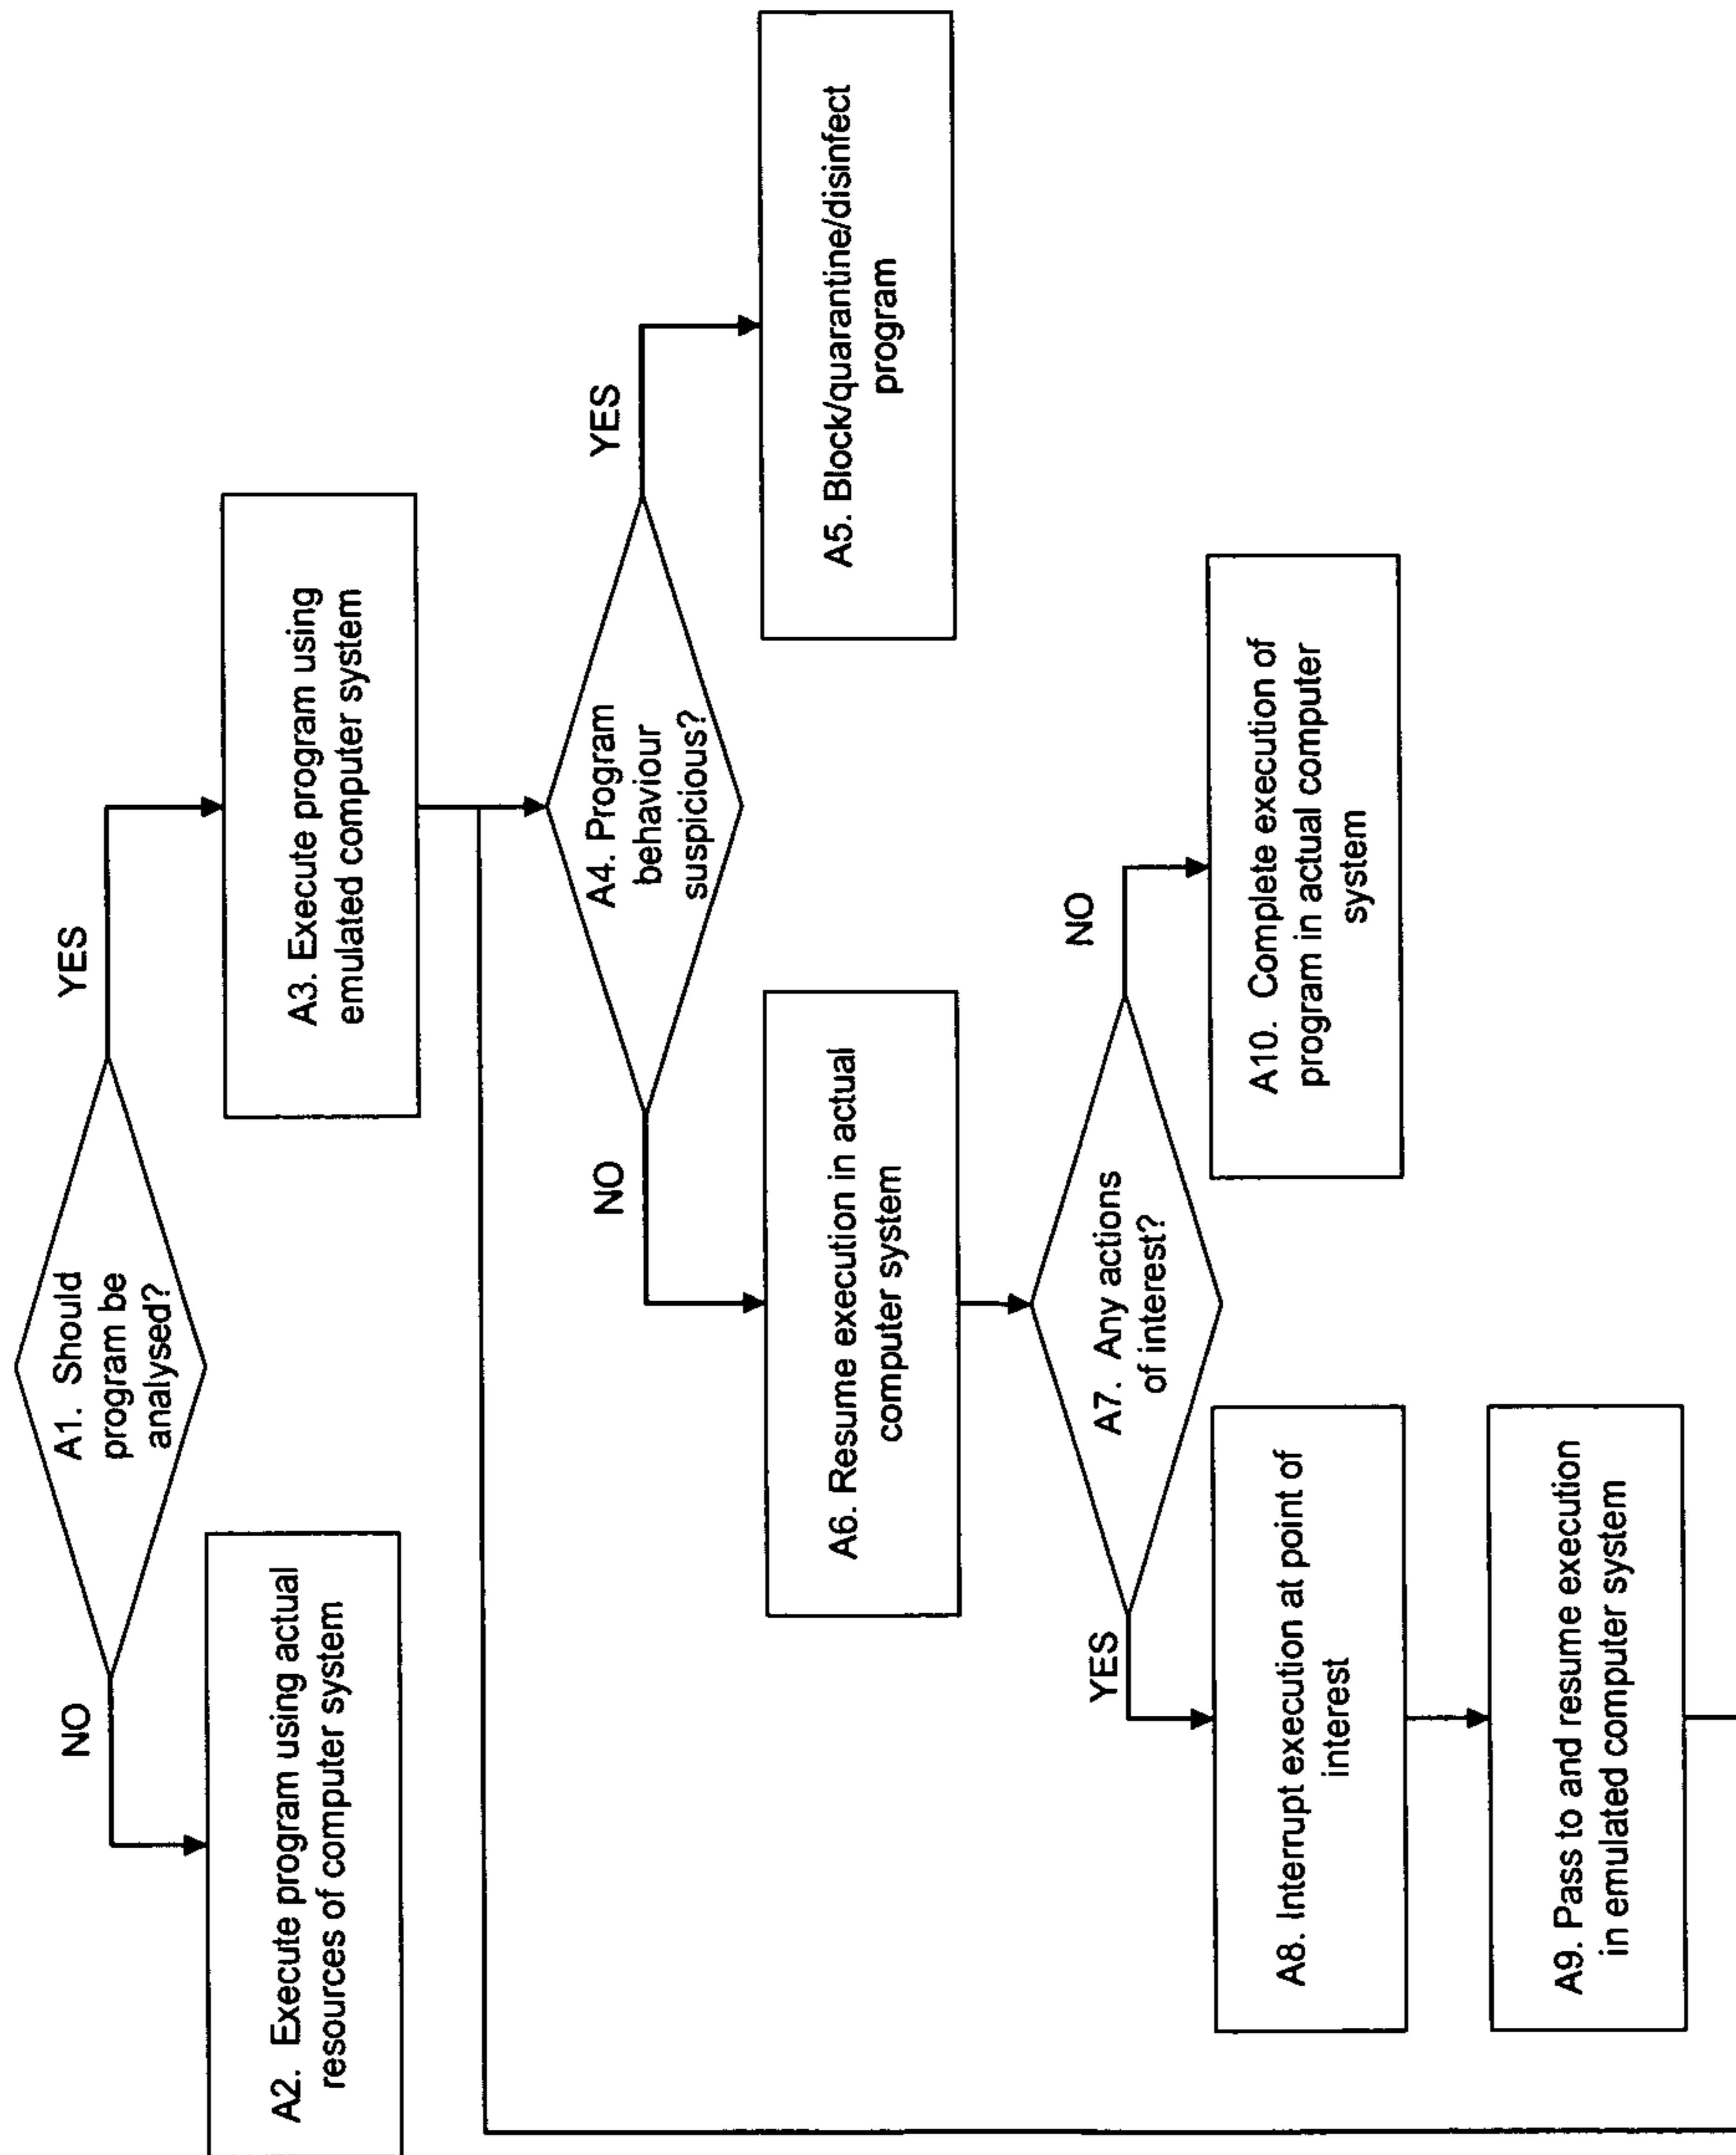 A1. Should
program be
analysed?
NO
YES
A2. Execute program using actual
resources of computer system
A3. Execute program using
emulated computer system
A4. Program
behaviour
suspicious?
NO
YES
A5. Block/quarantine/disinfect
program
A6. Resume execution in actual
computer system
A7. Any actions
of interest?
YES
NO
A8. Interrupt execution at point of
interest
A9. Pass to and resume execution
in emulated computer system
A10. Complete execution of
program in actual computer
system